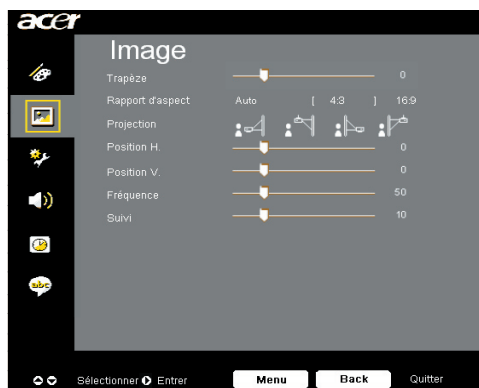 acer
Image
Trapèze 0
Rapport d'aspect Auto [ 4:3 ] 16:9
Projection
Position H. 0
Position V. 0
Fréquence 50
Suivi 10
abc
Sélectionner Entrer Menu Back Quitter